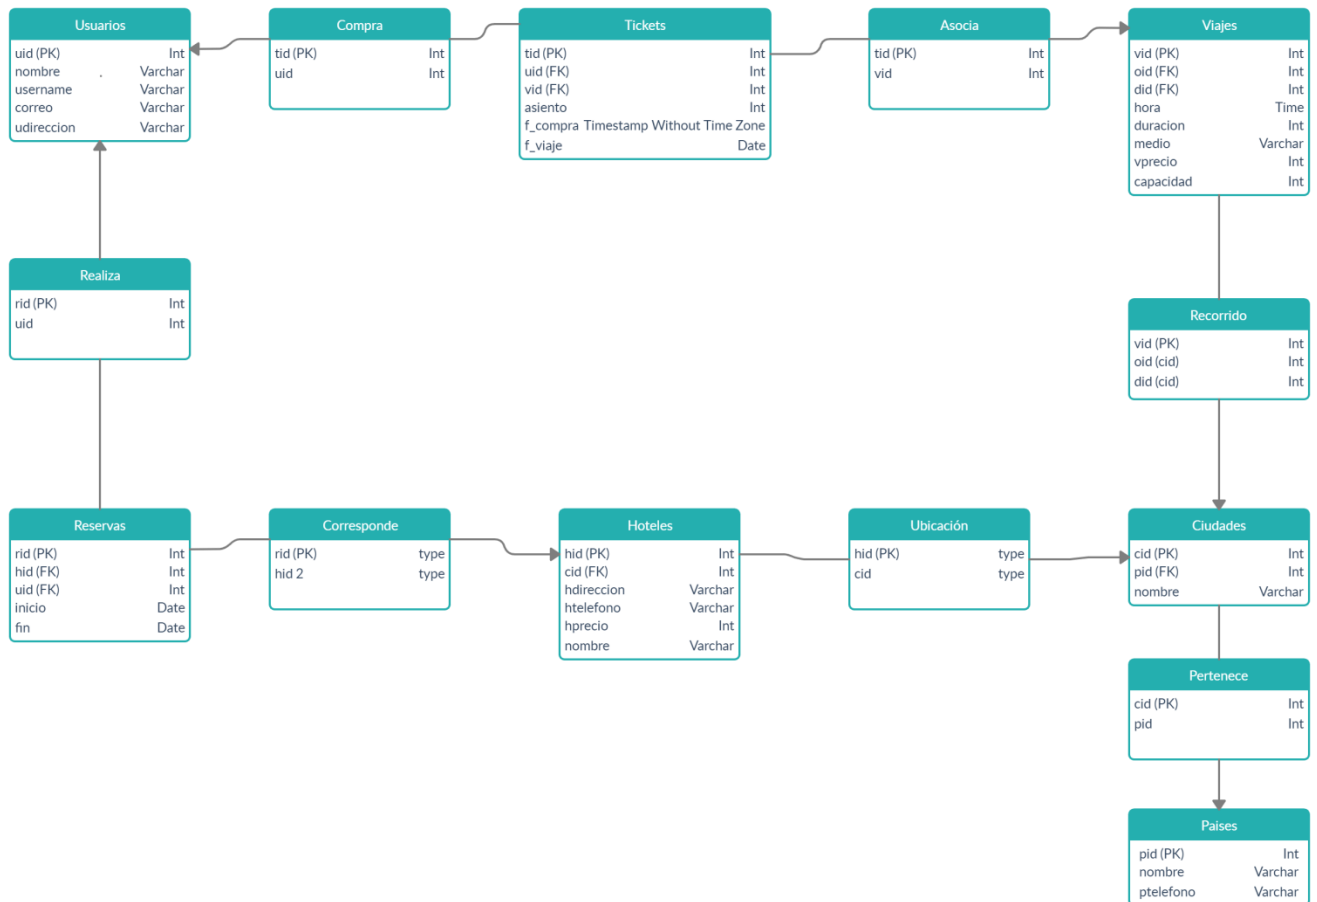 Usuarios
uid (PK) Int
nombre Varchar
username Varchar
correo Varchar
udireccion Varchar
Compra
tid (PK) Int
uid Int
Tickets
tid (PK) Int
uid (FK) Int
vid (FK) Int
asiento Int
f_compra Timestamp Without Time Zone
f_viaje Date
Asocia
tid (PK) Int
vid Int
Viajes
vid (PK) Int
oid (FK) Int
did (FK) Int
hora Time
duracion Int
medio Varchar
vprecio Int
capacidad Int
Realiza
rid (PK) Int
uid Int
Recorrido
vid (PK) Int
oid (cid) Int
did (cid) Int
Reservas
rid (PK) Int
hid (FK) Int
uid (FK) Int
inicio Date
fin Date
Corresponde
rid (PK) type
hid 2 type
Hoteles
hid (PK) Int
cid (FK) Int
hdireccion Varchar
htelefono Varchar
hprecio Int
nombre Varchar
Ubicación
hid (PK) type
cid type
Ciudades
cid (PK) Int
pid (FK) Int
nombre Varchar
Pertenece
cid (PK) Int
pid Int
Paises
pid (PK) Int
nombre Varchar
ptelefono Varchar